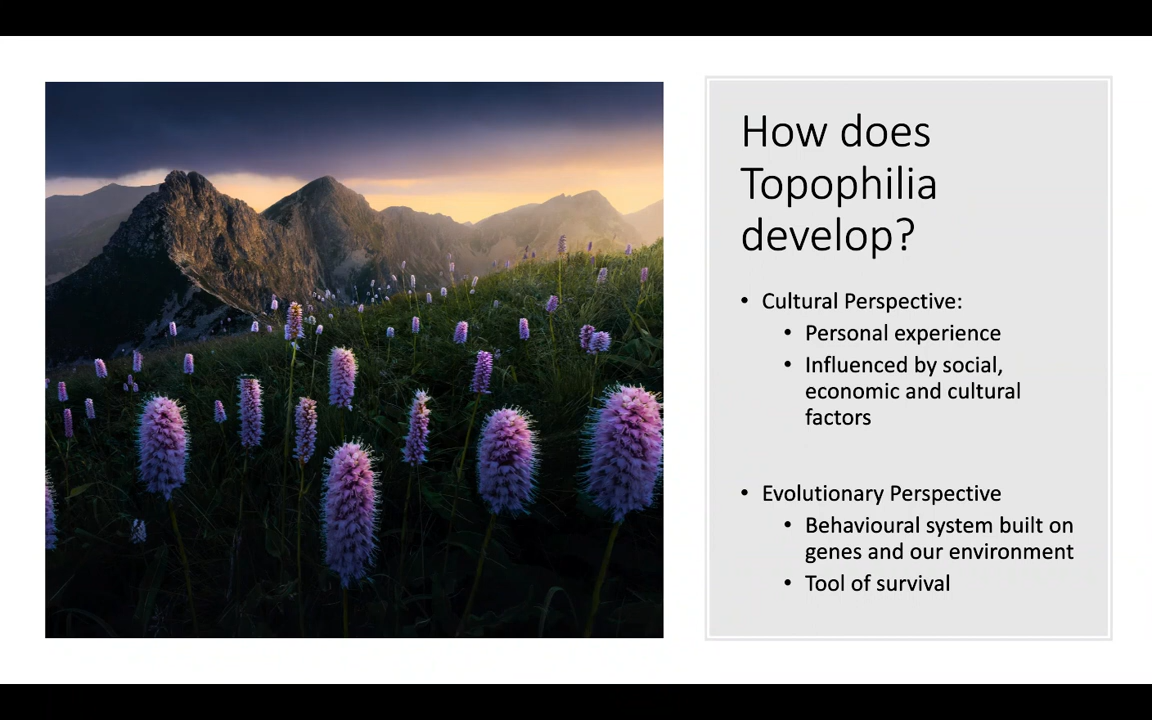 How does
Topophilia
develop?
• Cultural Perspective:
• Personal experience
• Influenced by social,
economic and cultural
factors
• Evolutionary Perspective
• Behavioural system built on
genes and our environment
• Tool of survival